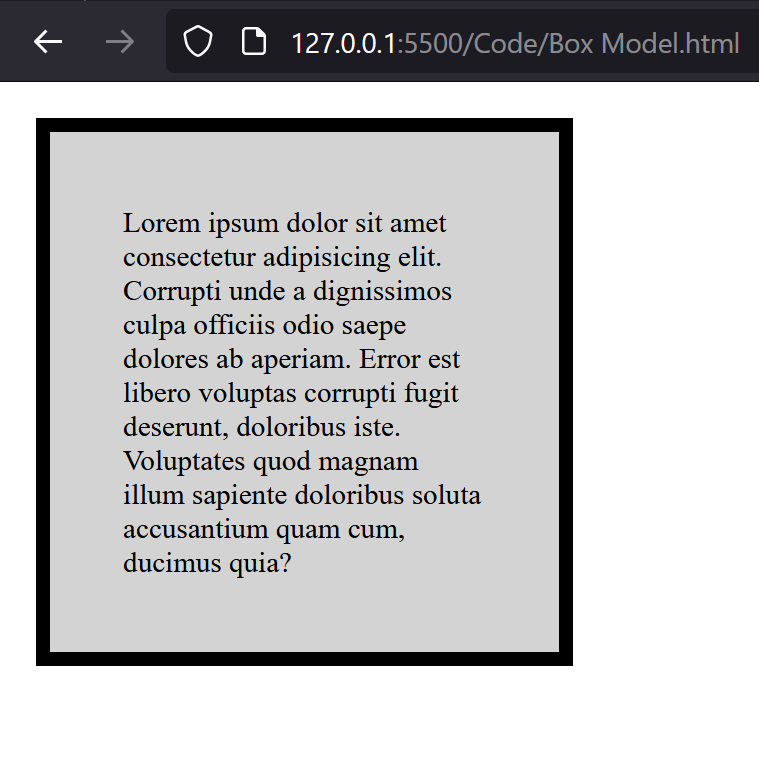 127.0.0.1:5500/Code/Box Model.html
Lorem ipsum dolor sit amet
consectetur adipisicing elit.
Corrupti unde a dignissimos
culpa officiis odio saepe
dolores ab aperiam. Error est
libero voluptas corrupti fugit
deserunt, doloribus iste.
Voluptates quod magnam
illum sapiente doloribus soluta
accusantium quam cum,
ducimus quia?